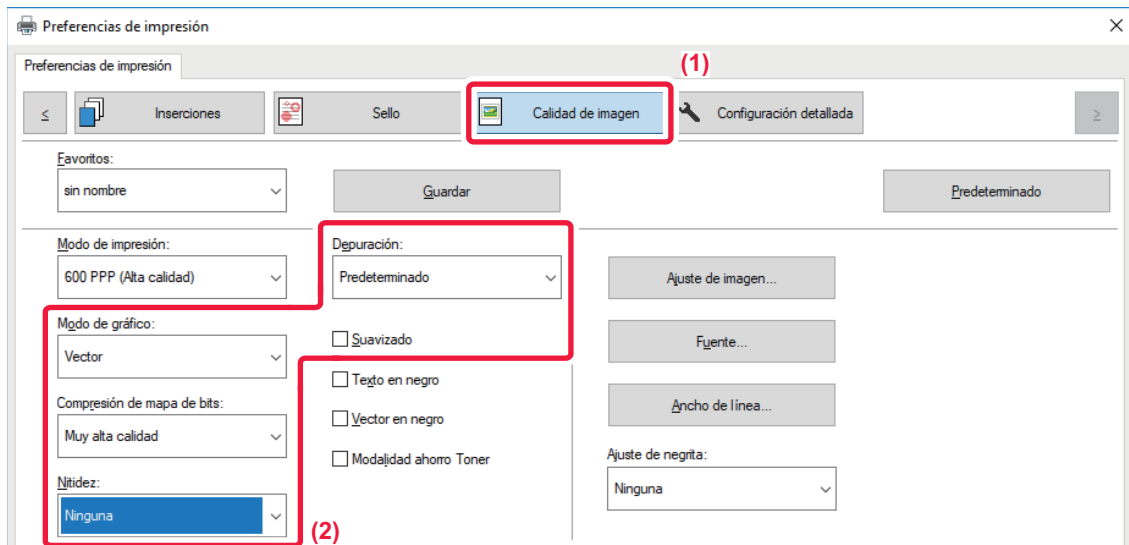 Preferencias de impresión
Preferencias de impresión
(1)
≤ Inserciones Sello Calidad de imagen Configuración detallada ≥
Favoritos:
sin nombre Guardar Predeterminado
Modo de impresión: Depuración:
600 PPP (Alta calidad) Predeterminado Ajuste de imagen...
Modo de gráfico: Suavizado Fuente...
Vector
Texto en negro
Compresión de mapa de bits: Vector en negro Ancho de línea...
Muy alta calidad
Modalidad ahorro Toner Ajuste de negrita:
Nitidez: Ninguna
Ninguna
(2)